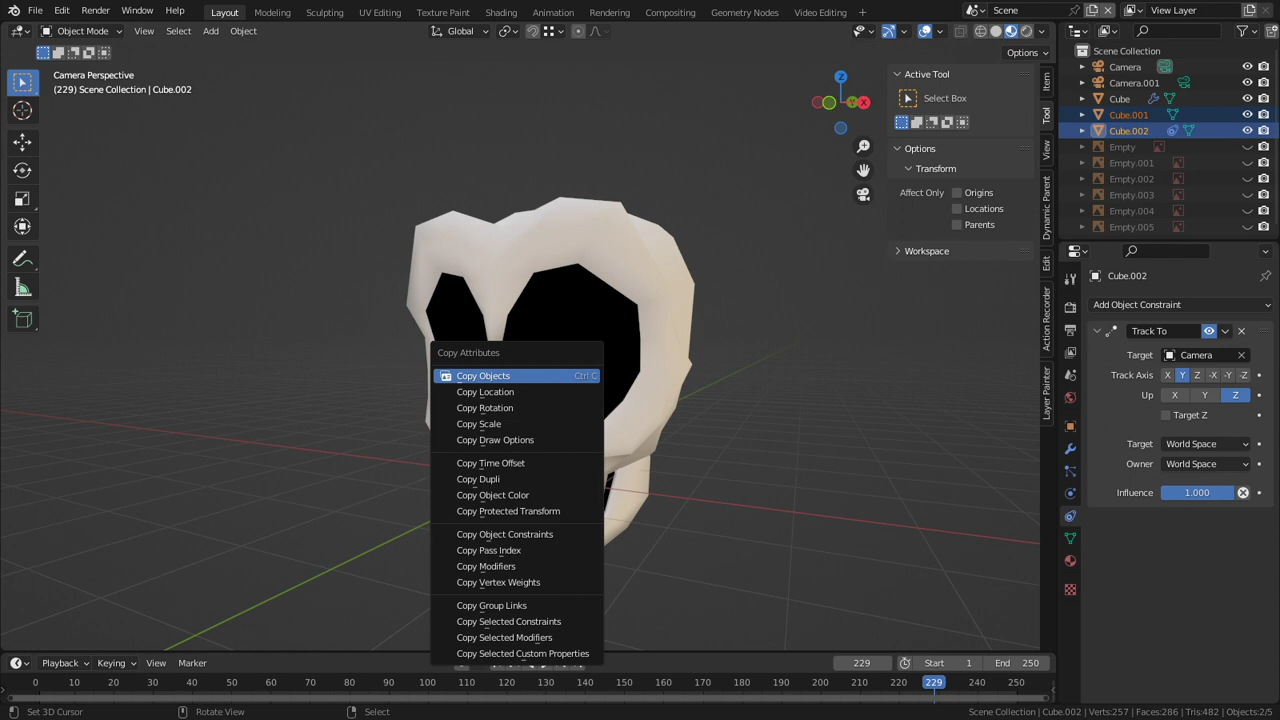 File Edit Render Window Help Layout Modeling Sculpting UV Editing Texture Paint Shading Animation Rendering Compositing Geometry Nodes Video Editing Scene View Layer
Object Mode View Select Add Object Global
Options
Camera Perspective
(229) Scene Collection | Cube.002
Z
Y
X
Active Tool
Select Box
Options
Transform
Affect Only Origins
Locations
Parents
Workspace
Item
Tool
View
Dynamic Parent
Edit
Action Recorder
Layer Painter
Scene Collection
Camera
Camera.001
Cube
Cube.001
Cube.002
Empty
Empty.001
Empty.002
Empty.003
Empty.004
Empty.005
Cube.002
Add Object Constraint
Track To
Target Camera
Track Axis X Y Z -X -Y -Z
Up X Y Z
Target Z
Target World Space
Owner World Space
Influence 1.000
Copy Attributes
Copy Objects Ctrl C
Copy Location
Copy Rotation
Copy Scale
Copy Draw Options
Copy Time Offset
Copy Dupli
Copy Object Color
Copy Protected Transform
Copy Object Constraints
Copy Pass Index
Copy Modifiers
Copy Vertex Weights
Copy Group Links
Copy Selected Constraints
Copy Selected Modifiers
Copy Selected Custom Properties
Playback Keying View Marker 229 Start 1 End 250
0 10 20 30 40 50 60 70 80 90 100 110 120 130 140 150 160 170 180 190 200 210 220 229 240 250
Set 3D Cursor Rotate View Select Scene Collection | Cube.002 | Verts:257 | Faces:286 | Tris:482 | Objects:2/5